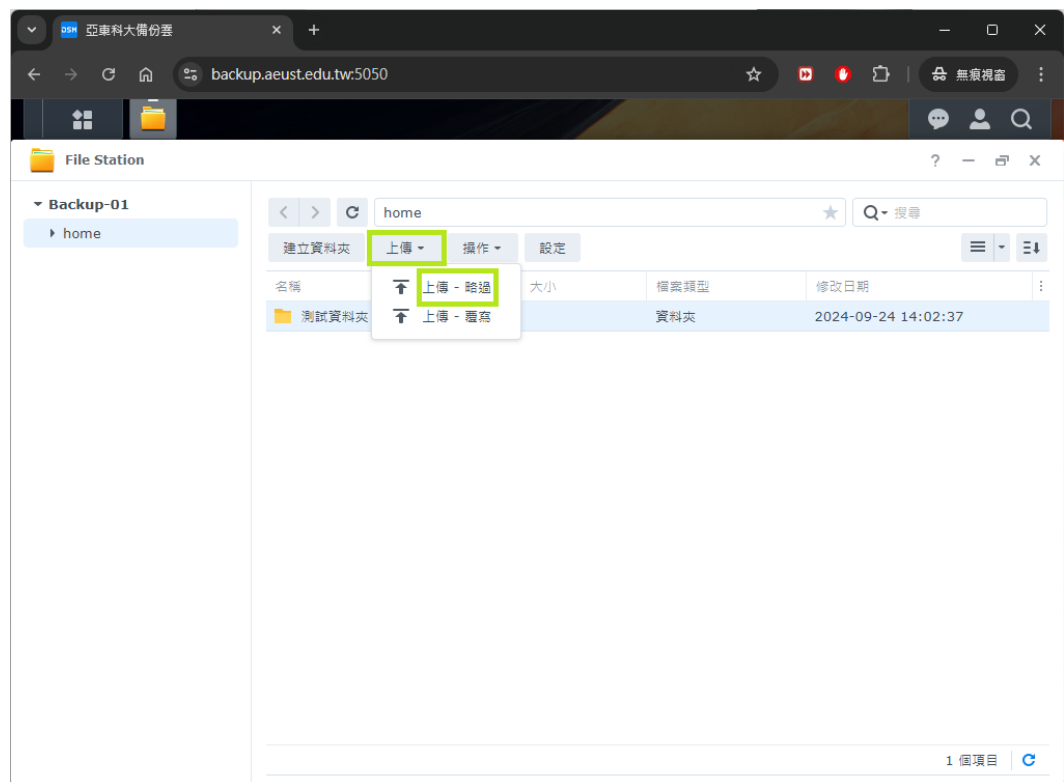 DSM 亞東科大備份雲
backup.aeust.edu.tw:5050
無痕視窗
File Station
Backup-01
home
home
搜尋
建立資料夾 上傳 操作 設定
名稱 大小 檔案類型 修改日期
上傳 - 略過
測試資料夾 資料夾 2024-09-24 14:02:37
上傳 - 覆寫
1 個項目